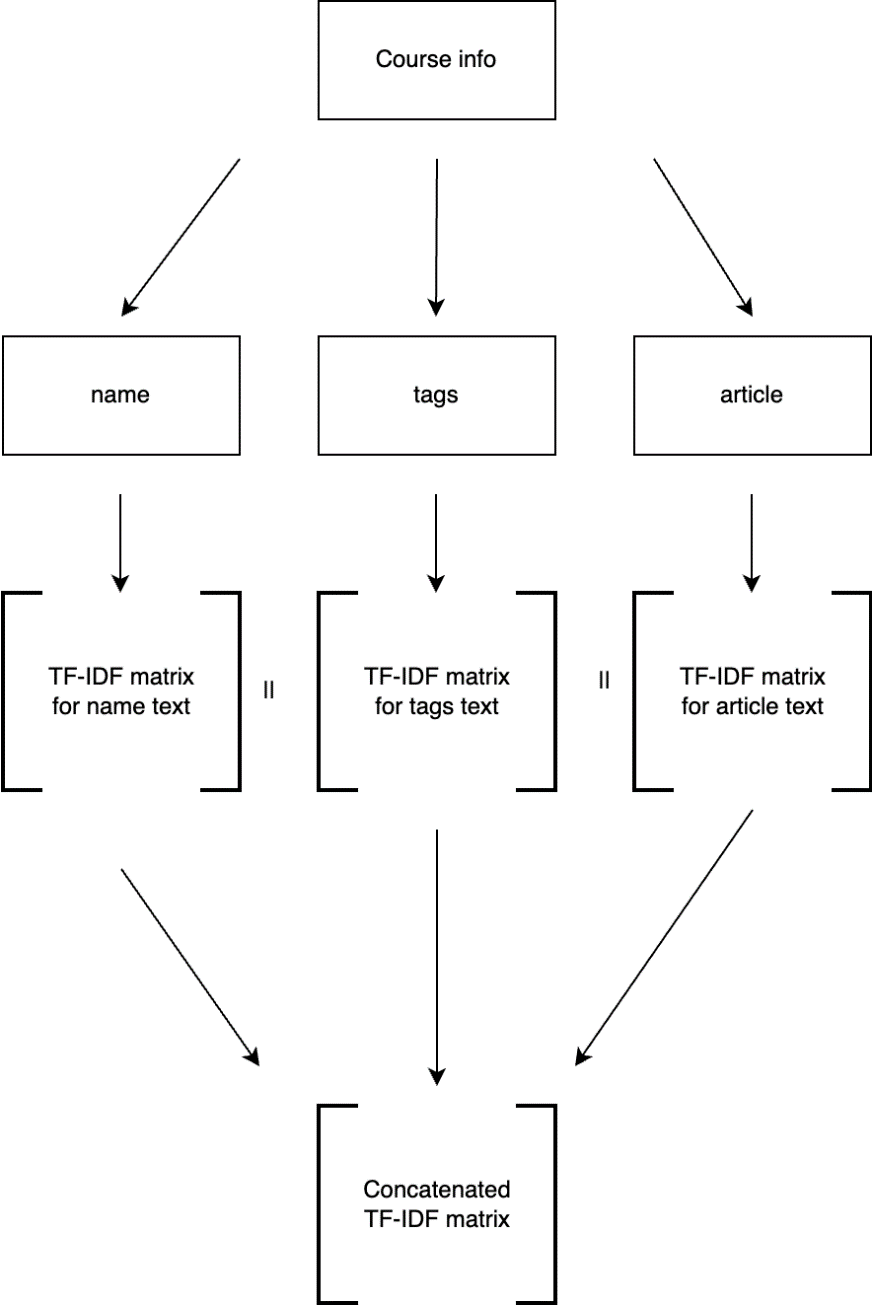 Course info
name
tags
article
TF-IDF matrix
for name text
||
TF-IDF matrix
for tags text
||
TF-IDF matrix
for article text
Concatenated
TF-IDF matrix